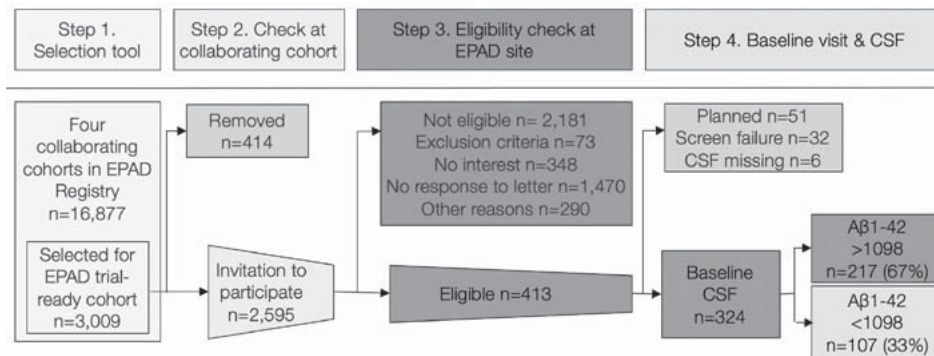 Step 1.
Selection tool
Step 2. Check at
collaborating cohort
Step 3. Eligibility check at
EPAD site
Step 4. Baseline visit & CSF
Four
collaborating
cohorts in EPAD
Registry
n=16,877
Selected for
EPAD trial-
ready cohort
n=3,009
Removed
n=414
Invitation to
participate
n=2,595
Not eligible n= 2,181
Exclusion criteria n=73
No interest n=348
No response to letter n=1,470
Other reasons n=290
Eligible n=413
Planned n=51
Screen failure n=32
CSF missing n=6
Baseline
CSF
n=324
Aβ1-42
>1098
n=217 (67%)
Aβ1-42
<1098
n=107 (33%)